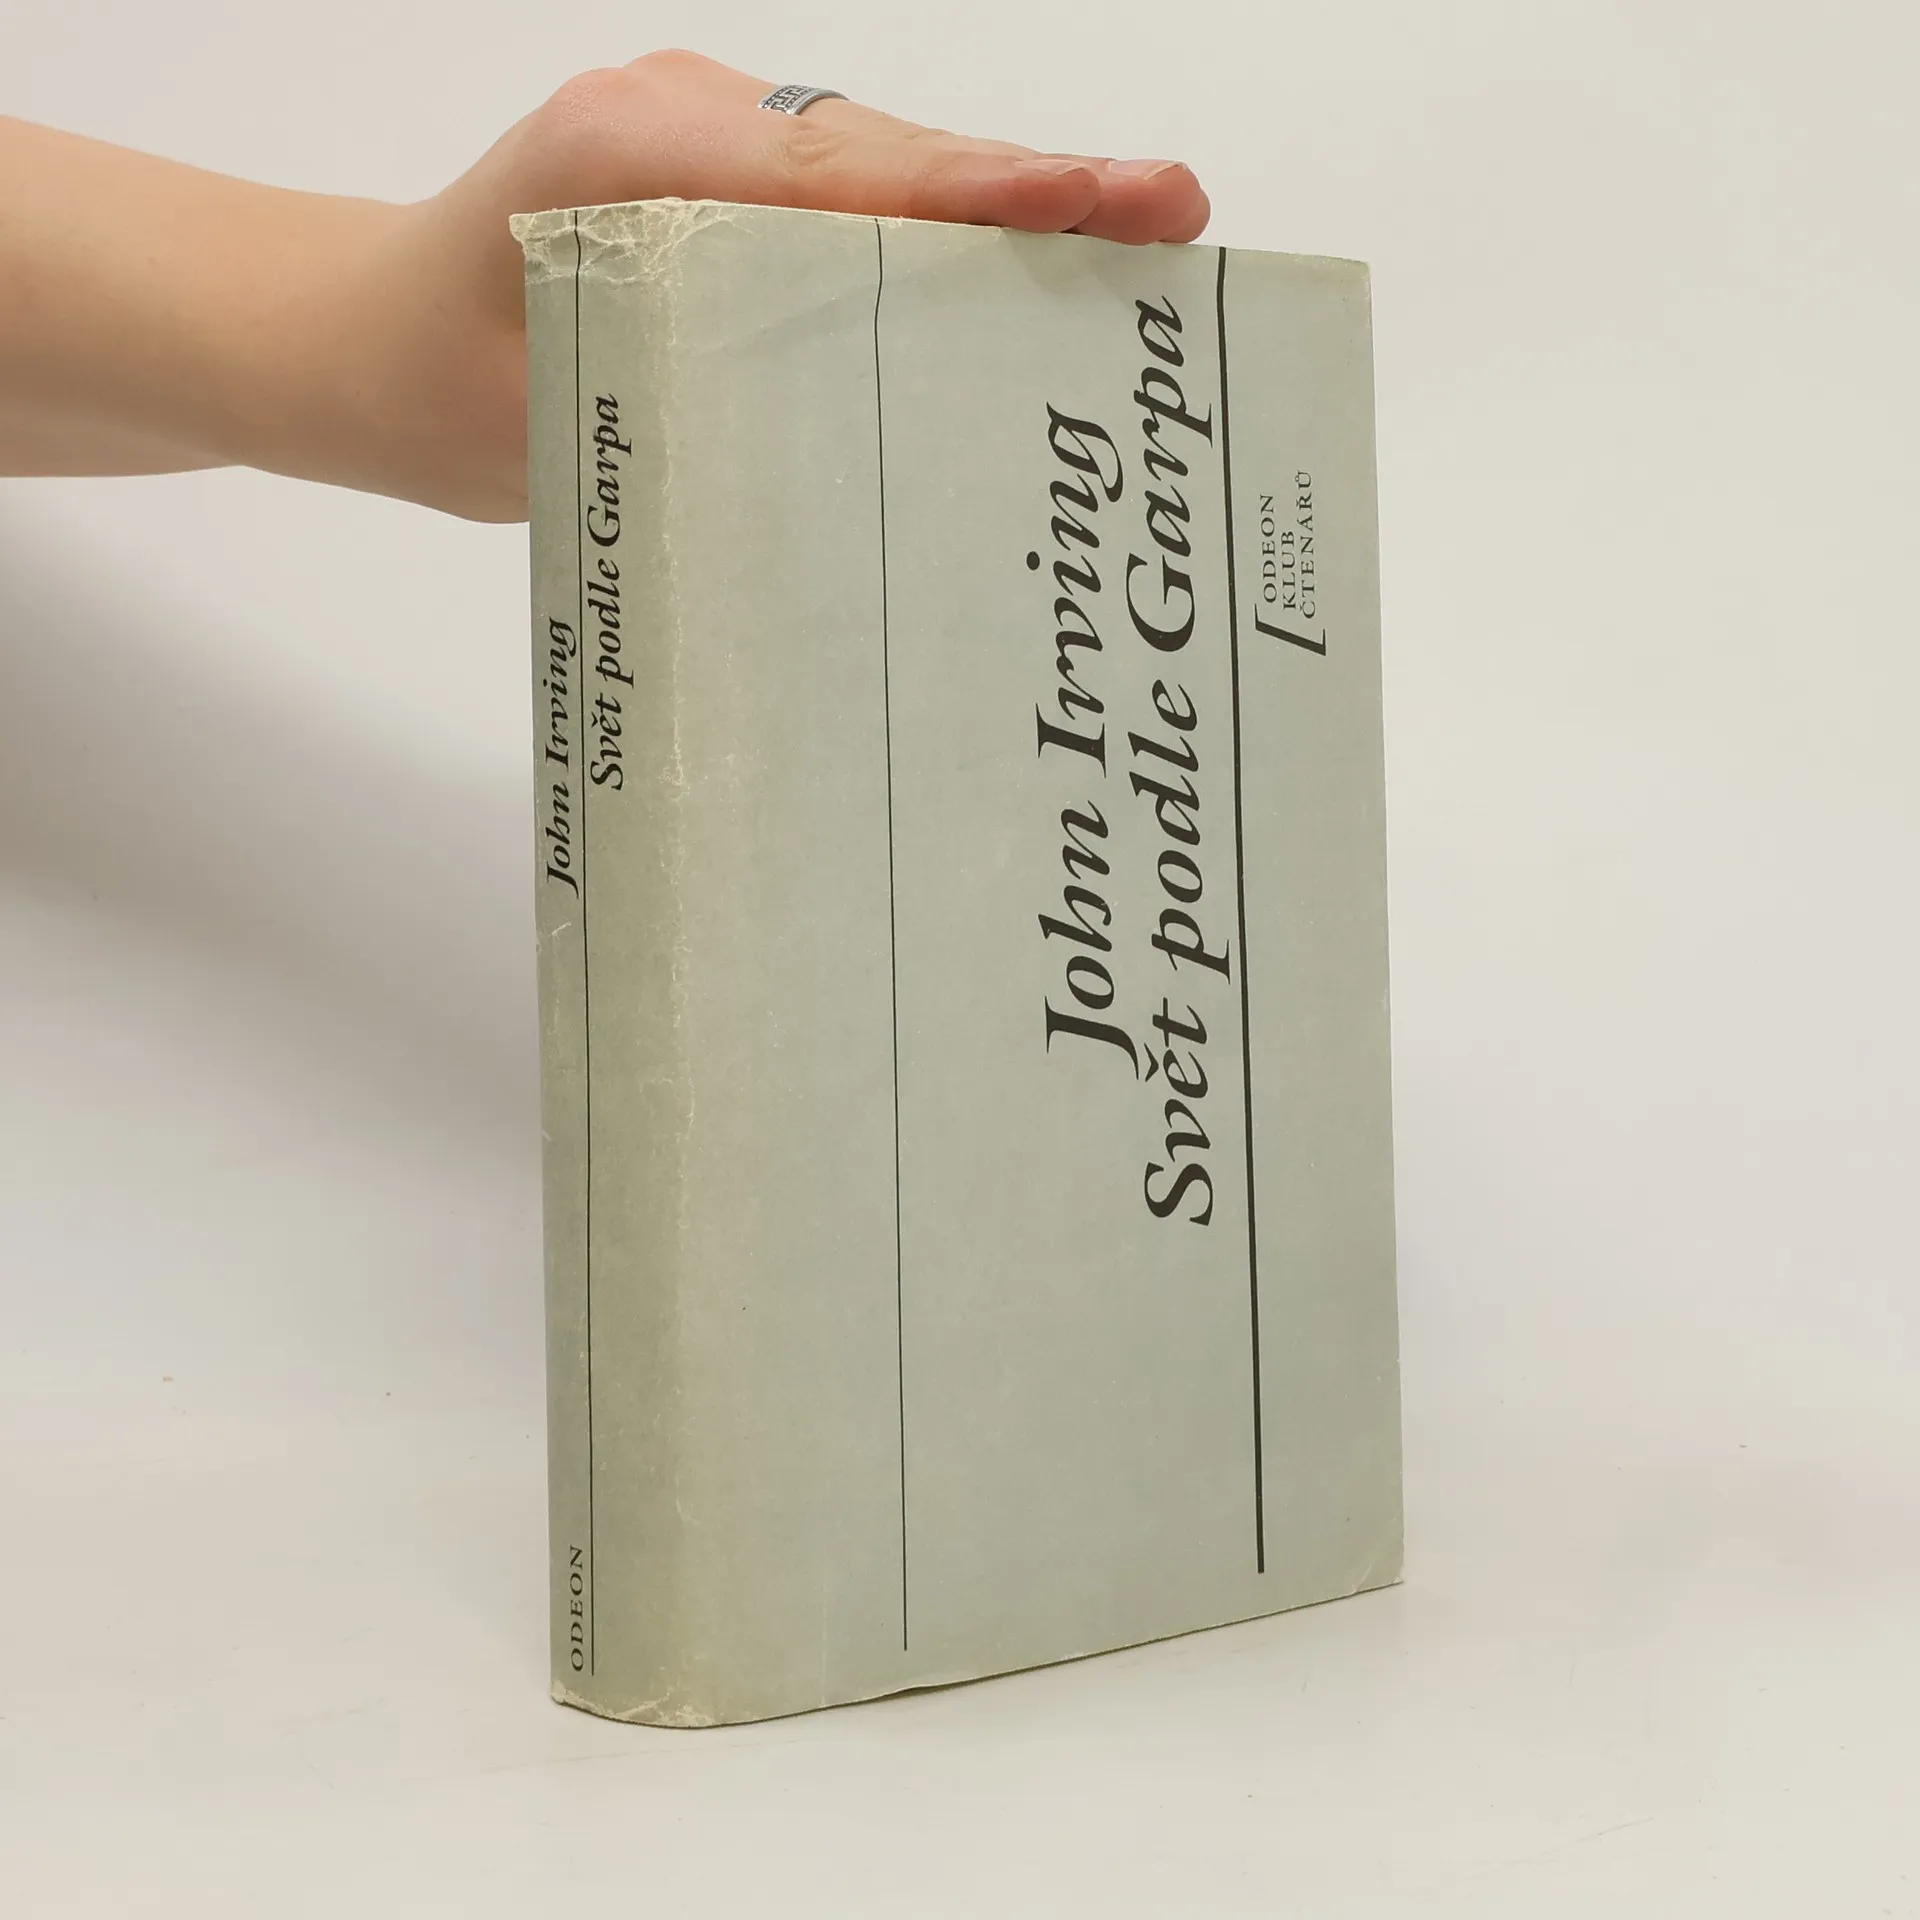 John Irving
Svět podle Garpa
ODEON
John Irving
Svět podle Garpa
ODEON
KLUB
ČTENÁŘŮ